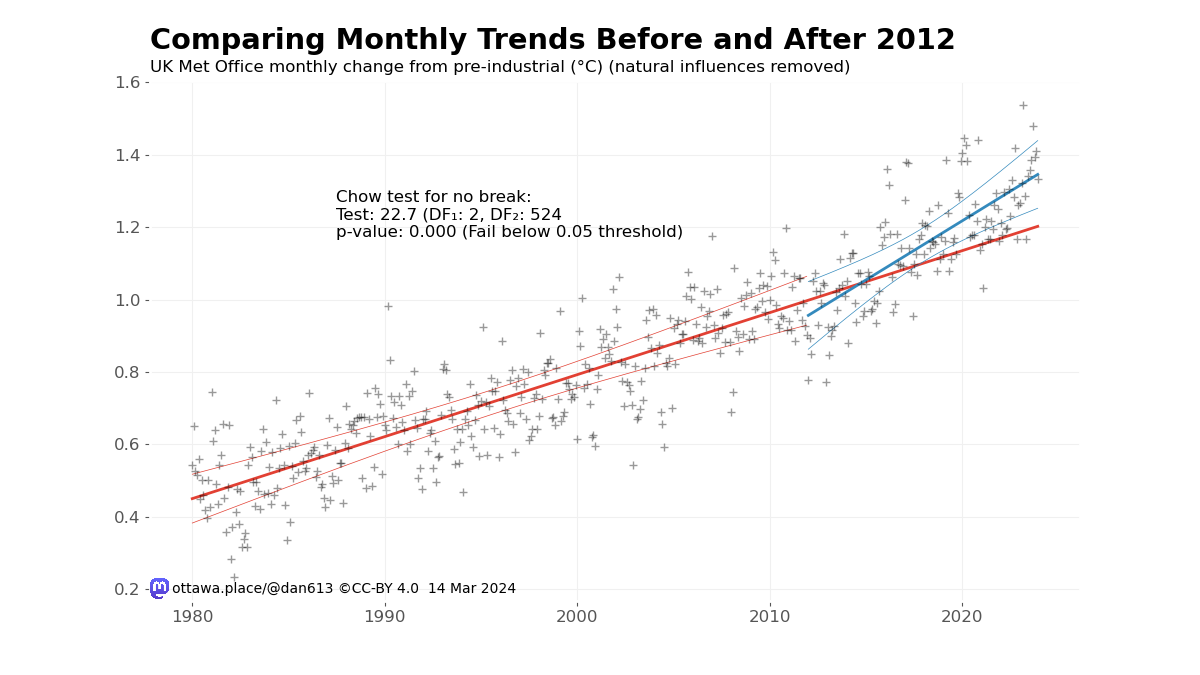 Comparing Monthly Trends Before and After 2012
UK Met Office monthly change from pre-industrial (°C) (natural influences removed)
1.6
1.4
1.2
1.0
0.8
0.6
0.4
0.2
Chow test for no break:
Test: 22.7 (DF₁: 2, DF₂: 524
p-value: 0.000 (Fail below 0.05 threshold)
ottawa.place/@dan613 ©CC-BY 4.0  14 Mar 2024
1980 1990 2000 2010 2020